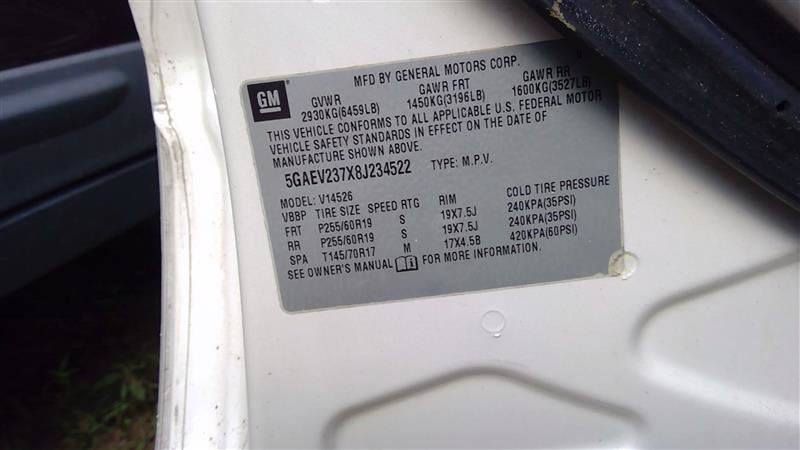 MFD BY GENERAL MOTORS CORP.
GM
GVWR GAWR FRT GAWR RR
2930KG(6459LB) 1450KG(3196LB) 1600KG(3527LB)
THIS VEHICLE CONFORMS TO ALL APPLICABLE U.S. FEDERAL MOTOR
VEHICLE SAFETY STANDARDS IN EFFECT ON THE DATE OF
MANUFACTURE SHOWN ABOVE.
5GAEV237X8J234522 TYPE: M.P.V.
MODEL: V14526
VBBP TIRE SIZE SPEED RTG RIM COLD TIRE PRESSURE
FRT P255/60R19 S 19X7.5J 240KPA(35PSI)
RR P255/60R19 S 19X7.5J 240KPA(35PSI)
SPA T145/70R17 M 17X4.5B 420KPA(60PSI)
SEE OWNER'S MANUAL FOR MORE INFORMATION.